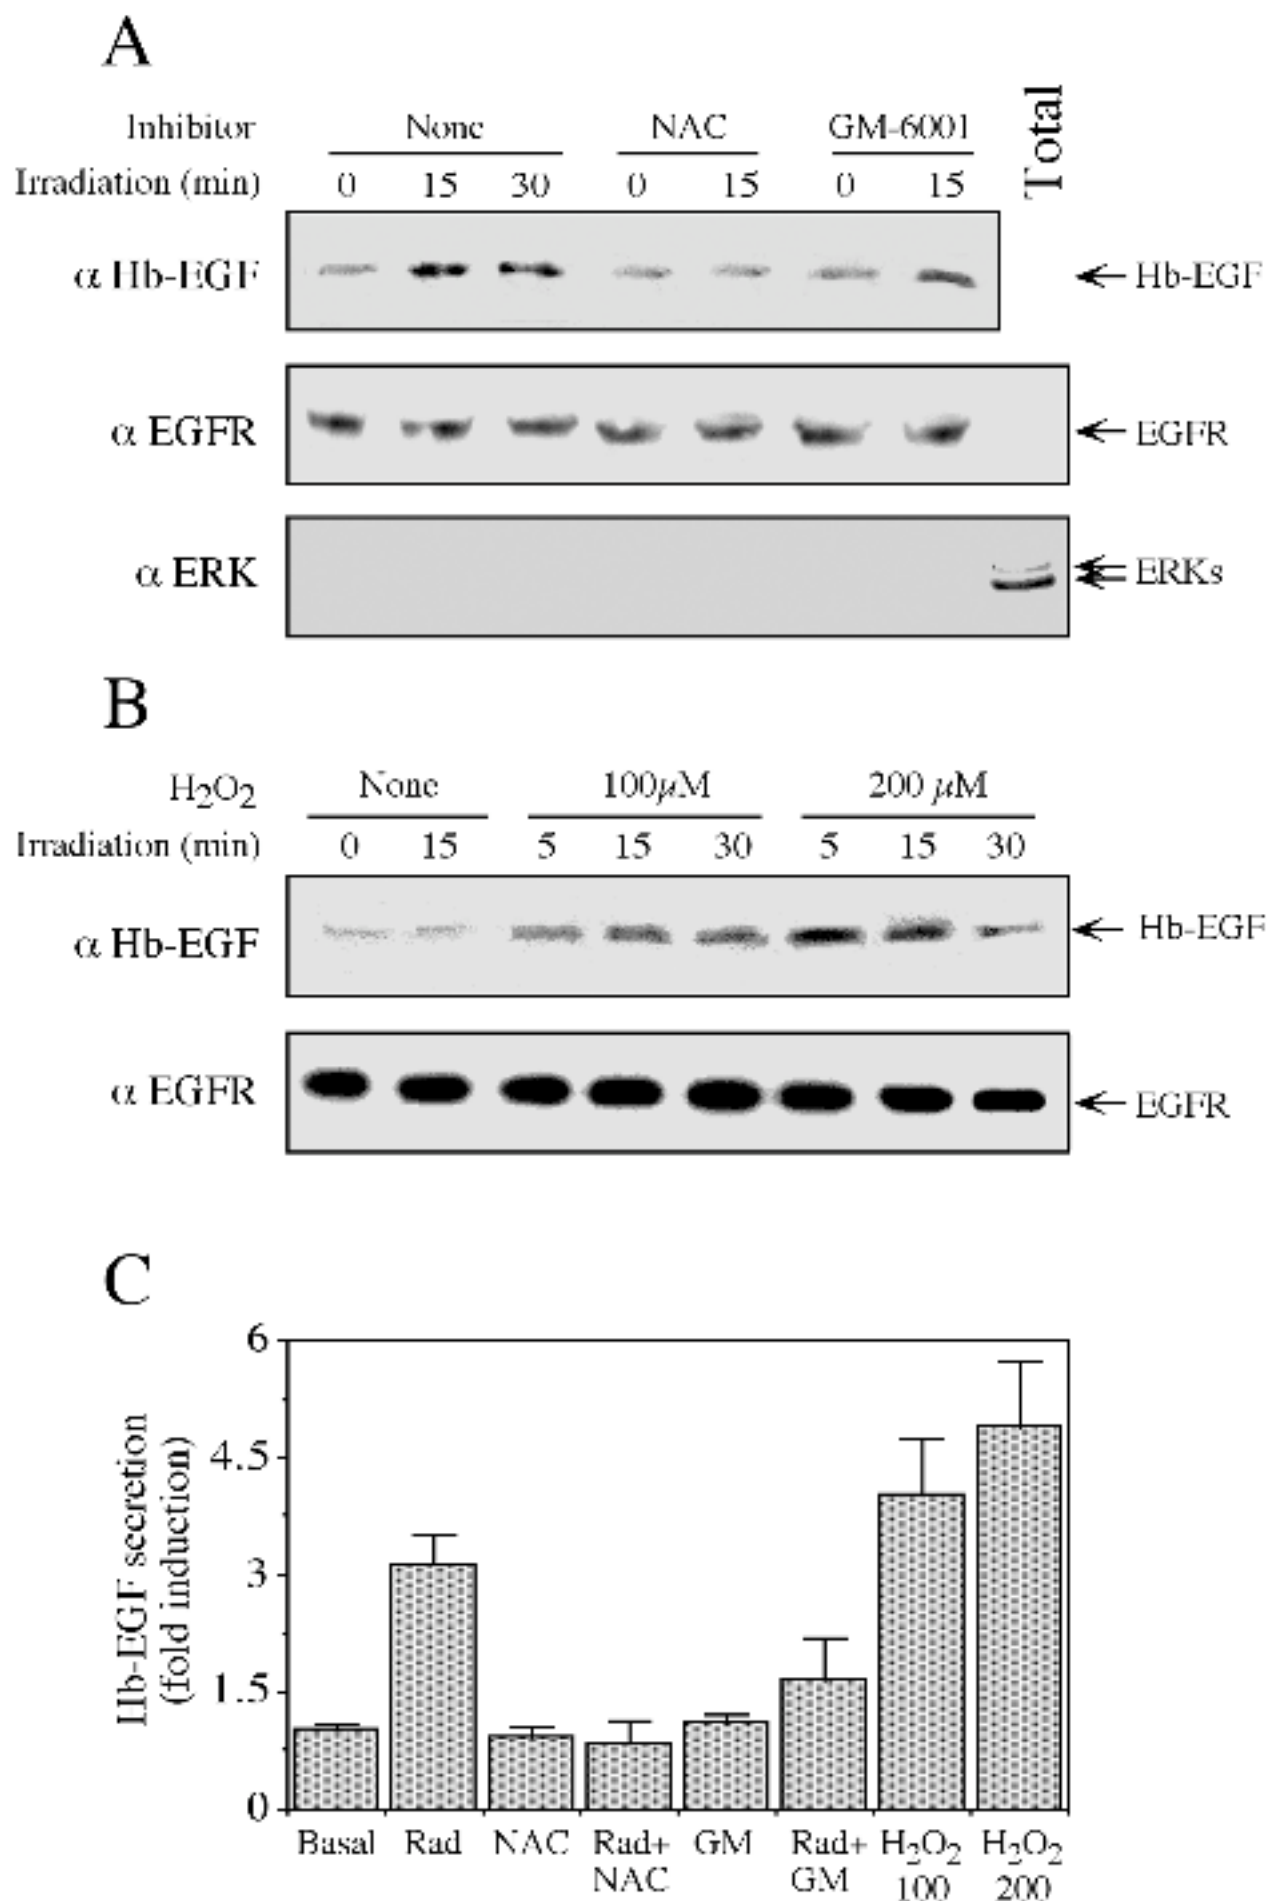 A
Inhibitor None NAC GM-6001 Total
Irradiation (min) 0 15 30 0 15 0 15
α Hb-EGF Hb-EGF
α EGFR EGFR
α ERK ERKs
B
H2O2 None 100μM 200 μM
Irradiation (min) 0 15 5 15 30 5 15 30
α Hb-EGF Hb-EGF
α EGFR EGFR
C
Hb-EGF secretion
(fold induction)
6
4.5
3
1.5
0
Basal Rad NAC Rad+ GM Rad+ H2O2 H2O2
NAC GM 100 200